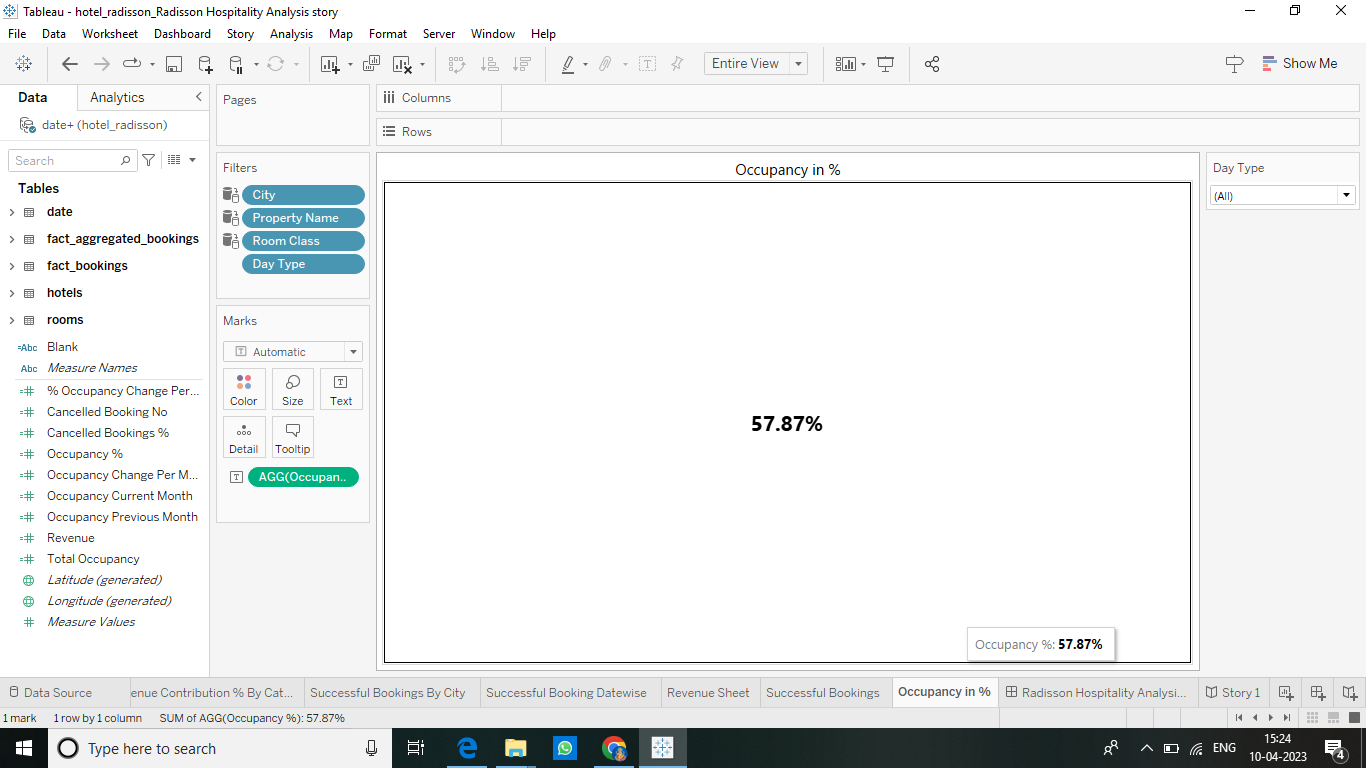 Tableau - hotel_radisson_Radisson Hospitality Analysis story
File Data Worksheet Dashboard Story Analysis Map Format Server Window Help
Entire View
Show Me
Data Analytics
date+ (hotel_radisson)
Search
Tables
date
fact_aggregated_bookings
fact_bookings
hotels
rooms
=Abc Blank
Abc Measure Names
=# % Occupancy Change Per...
=# Cancelled Booking No
=# Cancelled Bookings %
=# Occupancy %
=# Occupancy Change Per M...
=# Occupancy Current Month
=# Occupancy Previous Month
=# Revenue
=# Total Occupancy
Latitude (generated)
Longitude (generated)
# Measure Values
Pages
Filters
City
Property Name
Room Class
Day Type
Marks
T Automatic
Color Size Text
Detail Tooltip
T AGG(Occupan..
Columns
Rows
Occupancy in %
57.87%
Occupancy %: 57.87%
Day Type
(All)
Data Source enue Contribution % By Cat... Successful Bookings By City Successful Booking Datewise Revenue Sheet Successful Bookings Occupancy in % Radisson Hospitality Analysi... Story 1
1 mark 1 row by 1 column SUM of AGG(Occupancy %): 57.87%
Type here to search
ENG
15:24
10-04-2023
4